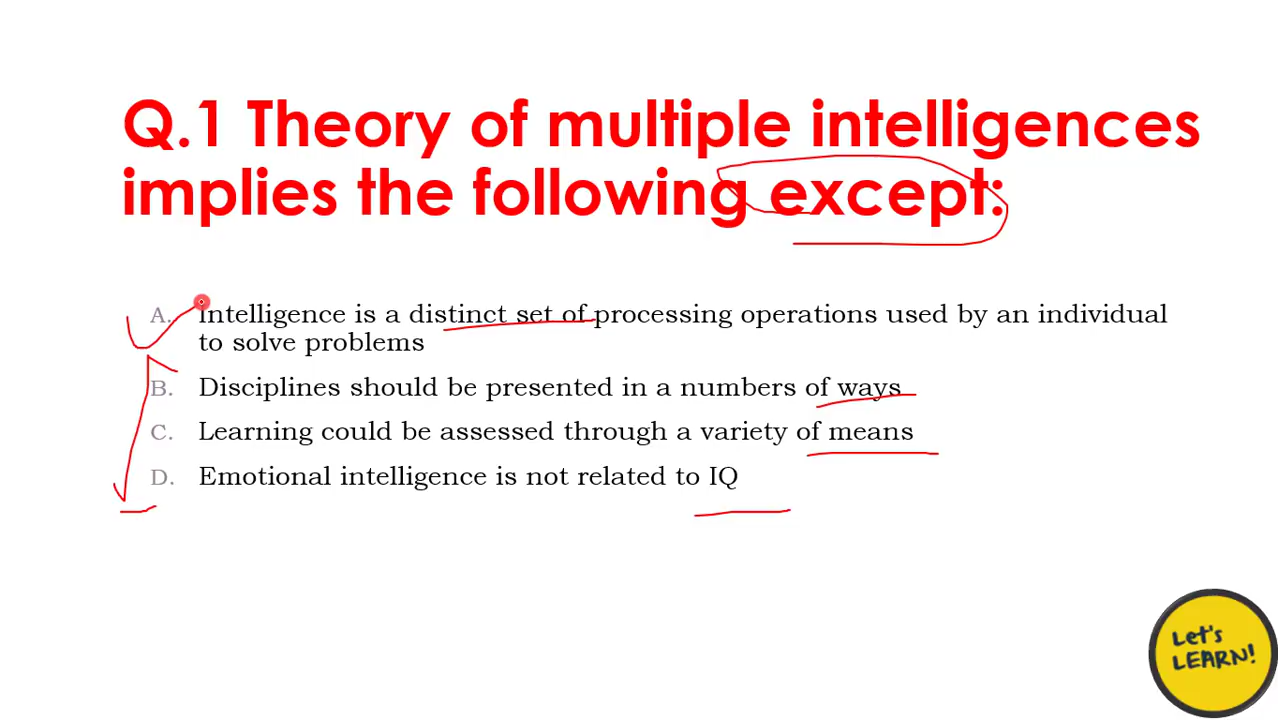 Q.1 Theory of multiple intelligences
implies the following except:
A. Intelligence is a distinct set of processing operations used by an individual
to solve problems
B. Disciplines should be presented in a numbers of ways
C. Learning could be assessed through a variety of means
D. Emotional intelligence is not related to IQ
Let's
LEARN!